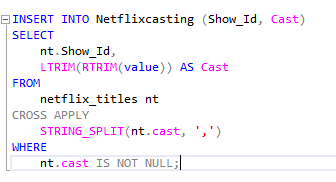 INSERT INTO Netflixcasting (Show_Id, Cast)
SELECT
nt.Show_Id,
LTRIM(RTRIM(value)) AS Cast
FROM
netflix_titles nt
CROSS APPLY
STRING_SPLIT(nt.cast, ',')
WHERE
nt.cast IS NOT NULL;